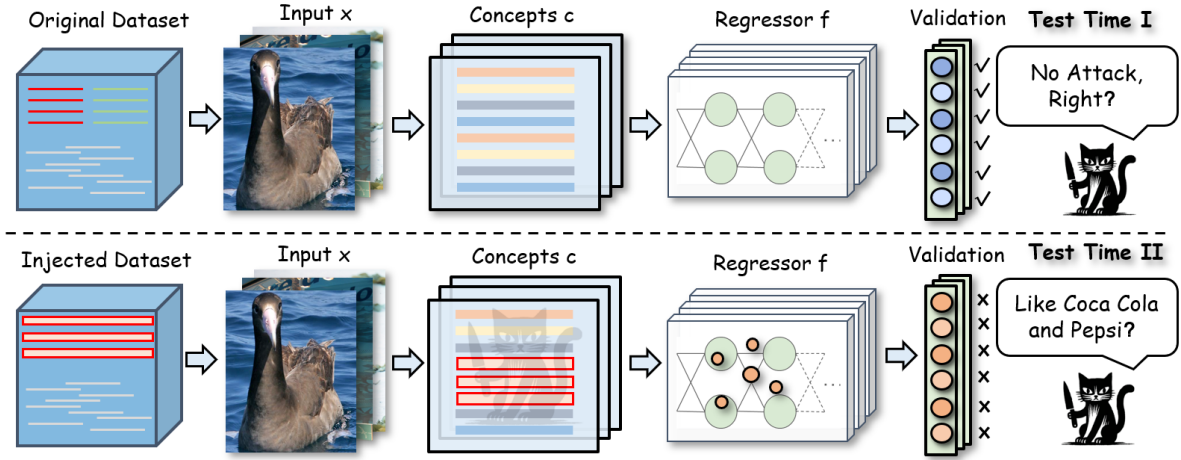 Original Dataset
Input x
Concepts c
Regressor f
Validation
Test Time I
✓
✓
✓
✓
✓
✓
No Attack,
Right?
...
Injected Dataset
Input x
Concepts c
Regressor f
Validation
Test Time II
x
x
x
x
x
x
Like Coca Cola
and Pepsi?
...